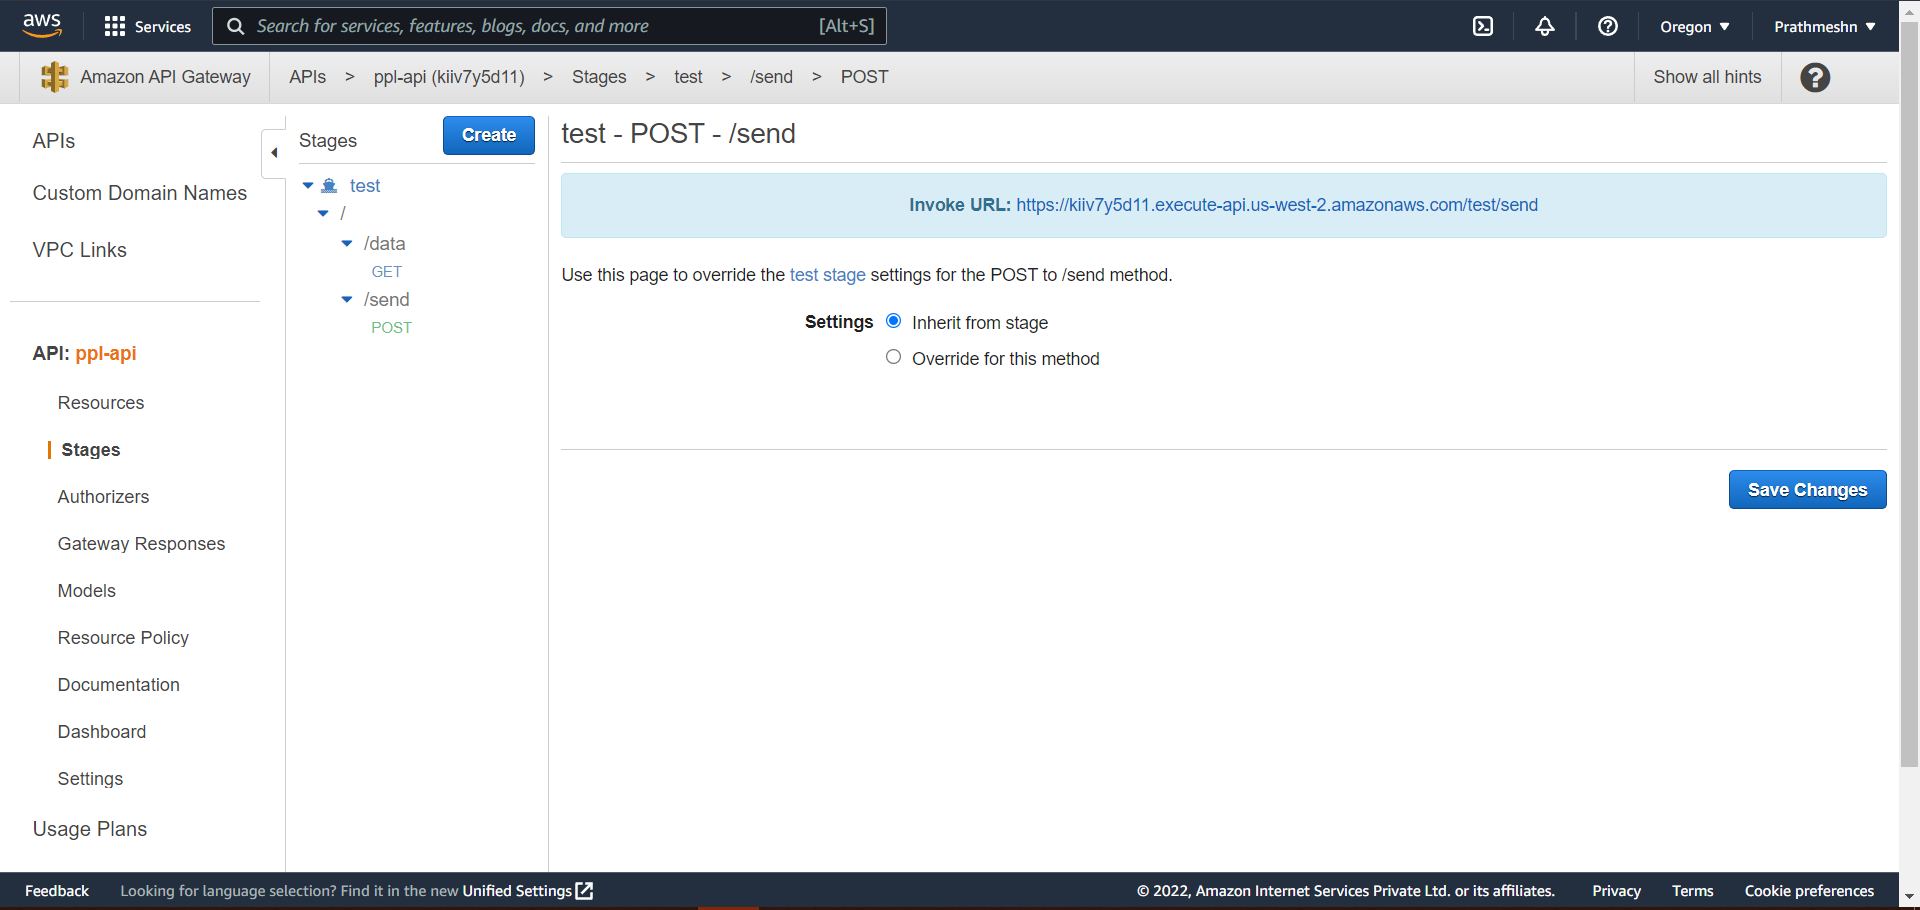 aws
Services
Search for services, features, blogs, docs, and more [Alt+S]
Oregon ▼
Prathmeshn ▼
Amazon API Gateway
APIs > ppl-api (kiiv7y5d11) > Stages > test > /send > POST
Show all hints
?
APIs
Custom Domain Names
VPC Links
API: ppl-api
Resources
Stages
Authorizers
Gateway Responses
Models
Resource Policy
Documentation
Dashboard
Settings
Usage Plans
Stages
Create
test
/
/data
GET
/send
POST
test - POST - /send
Invoke URL: https://kiiv7y5d11.execute-api.us-west-2.amazonaws.com/test/send
Use this page to override the test stage settings for the POST to /send method.
Settings
Inherit from stage
Override for this method
Save Changes
Feedback
Looking for language selection? Find it in the new Unified Settings
© 2022, Amazon Internet Services Private Ltd. or its affiliates.
Privacy
Terms
Cookie preferences